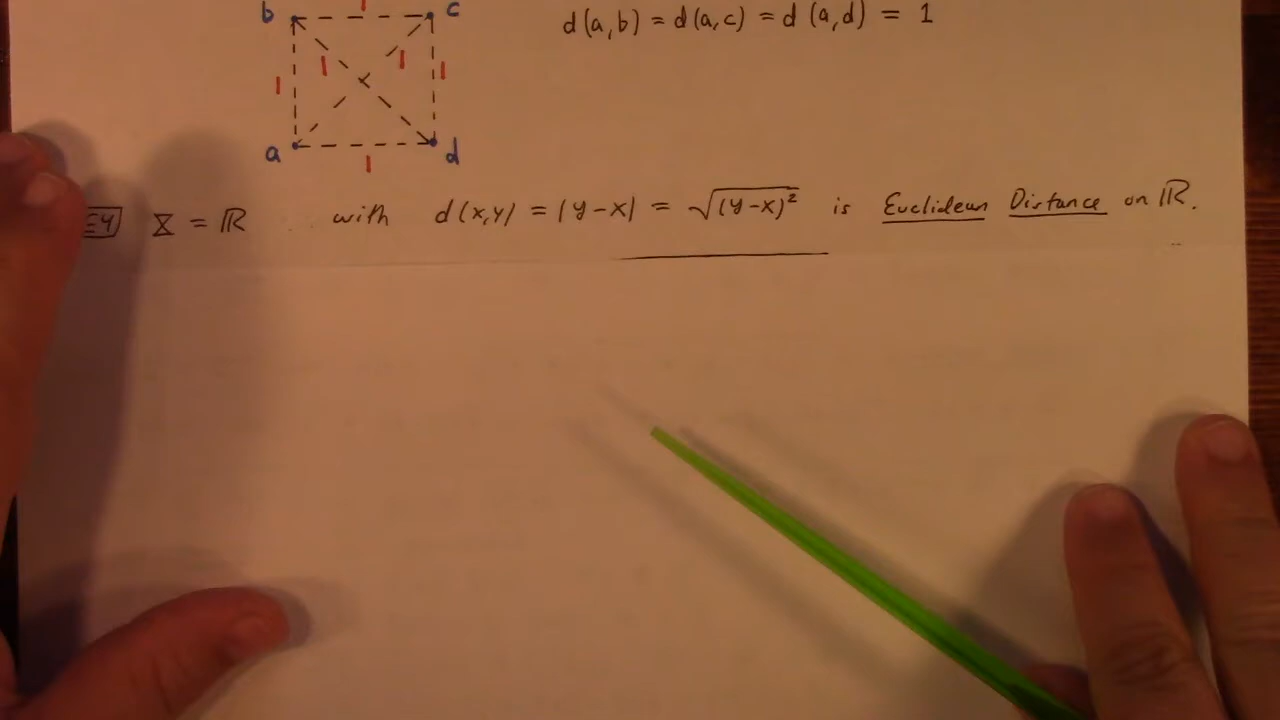 b 1 c d(a,b) = d(a,c) = d(a,d) = 1
1 1 1 1
a 1 d
E4 X = ℝ with d(x,y) = |y-x| = √(y-x)² is Euclidean Distance on ℝ.